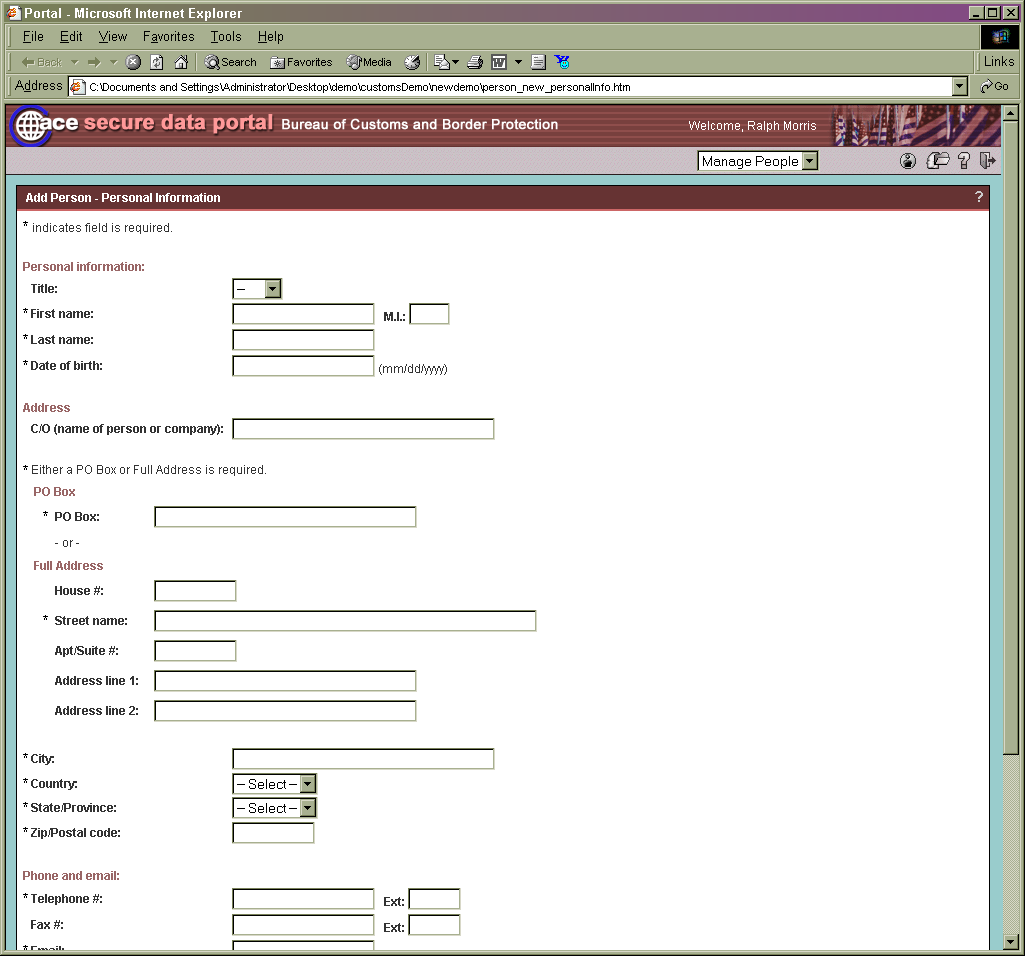 Portal - Microsoft Internet Explorer
File Edit View Favorites Tools Help
Back Search Favorites Media Links
Address C:\Documents and Settings\Administrator\Desktop\demo\customsDemo\newdemo\person_new_personalInfo.htm Go
ace secure data portal Bureau of Customs and Border Protection Welcome, Ralph Morris
Manage People
Add Person - Personal Information ?
* indicates field is required.
Personal information:
Title: --
* First name: M.I.:
* Last name:
* Date of birth: (mm/dd/yyyy)
Address
C/O (name of person or company):
* Either a PO Box or Full Address is required.
PO Box
* PO Box:
- or -
Full Address
House #:
* Street name:
Apt/Suite #:
Address line 1:
Address line 2:
* City:
* Country: -- Select --
* State/Province: -- Select --
* Zip/Postal code:
Phone and email:
* Telephone #: Ext:
Fax #: Ext:
* Email: